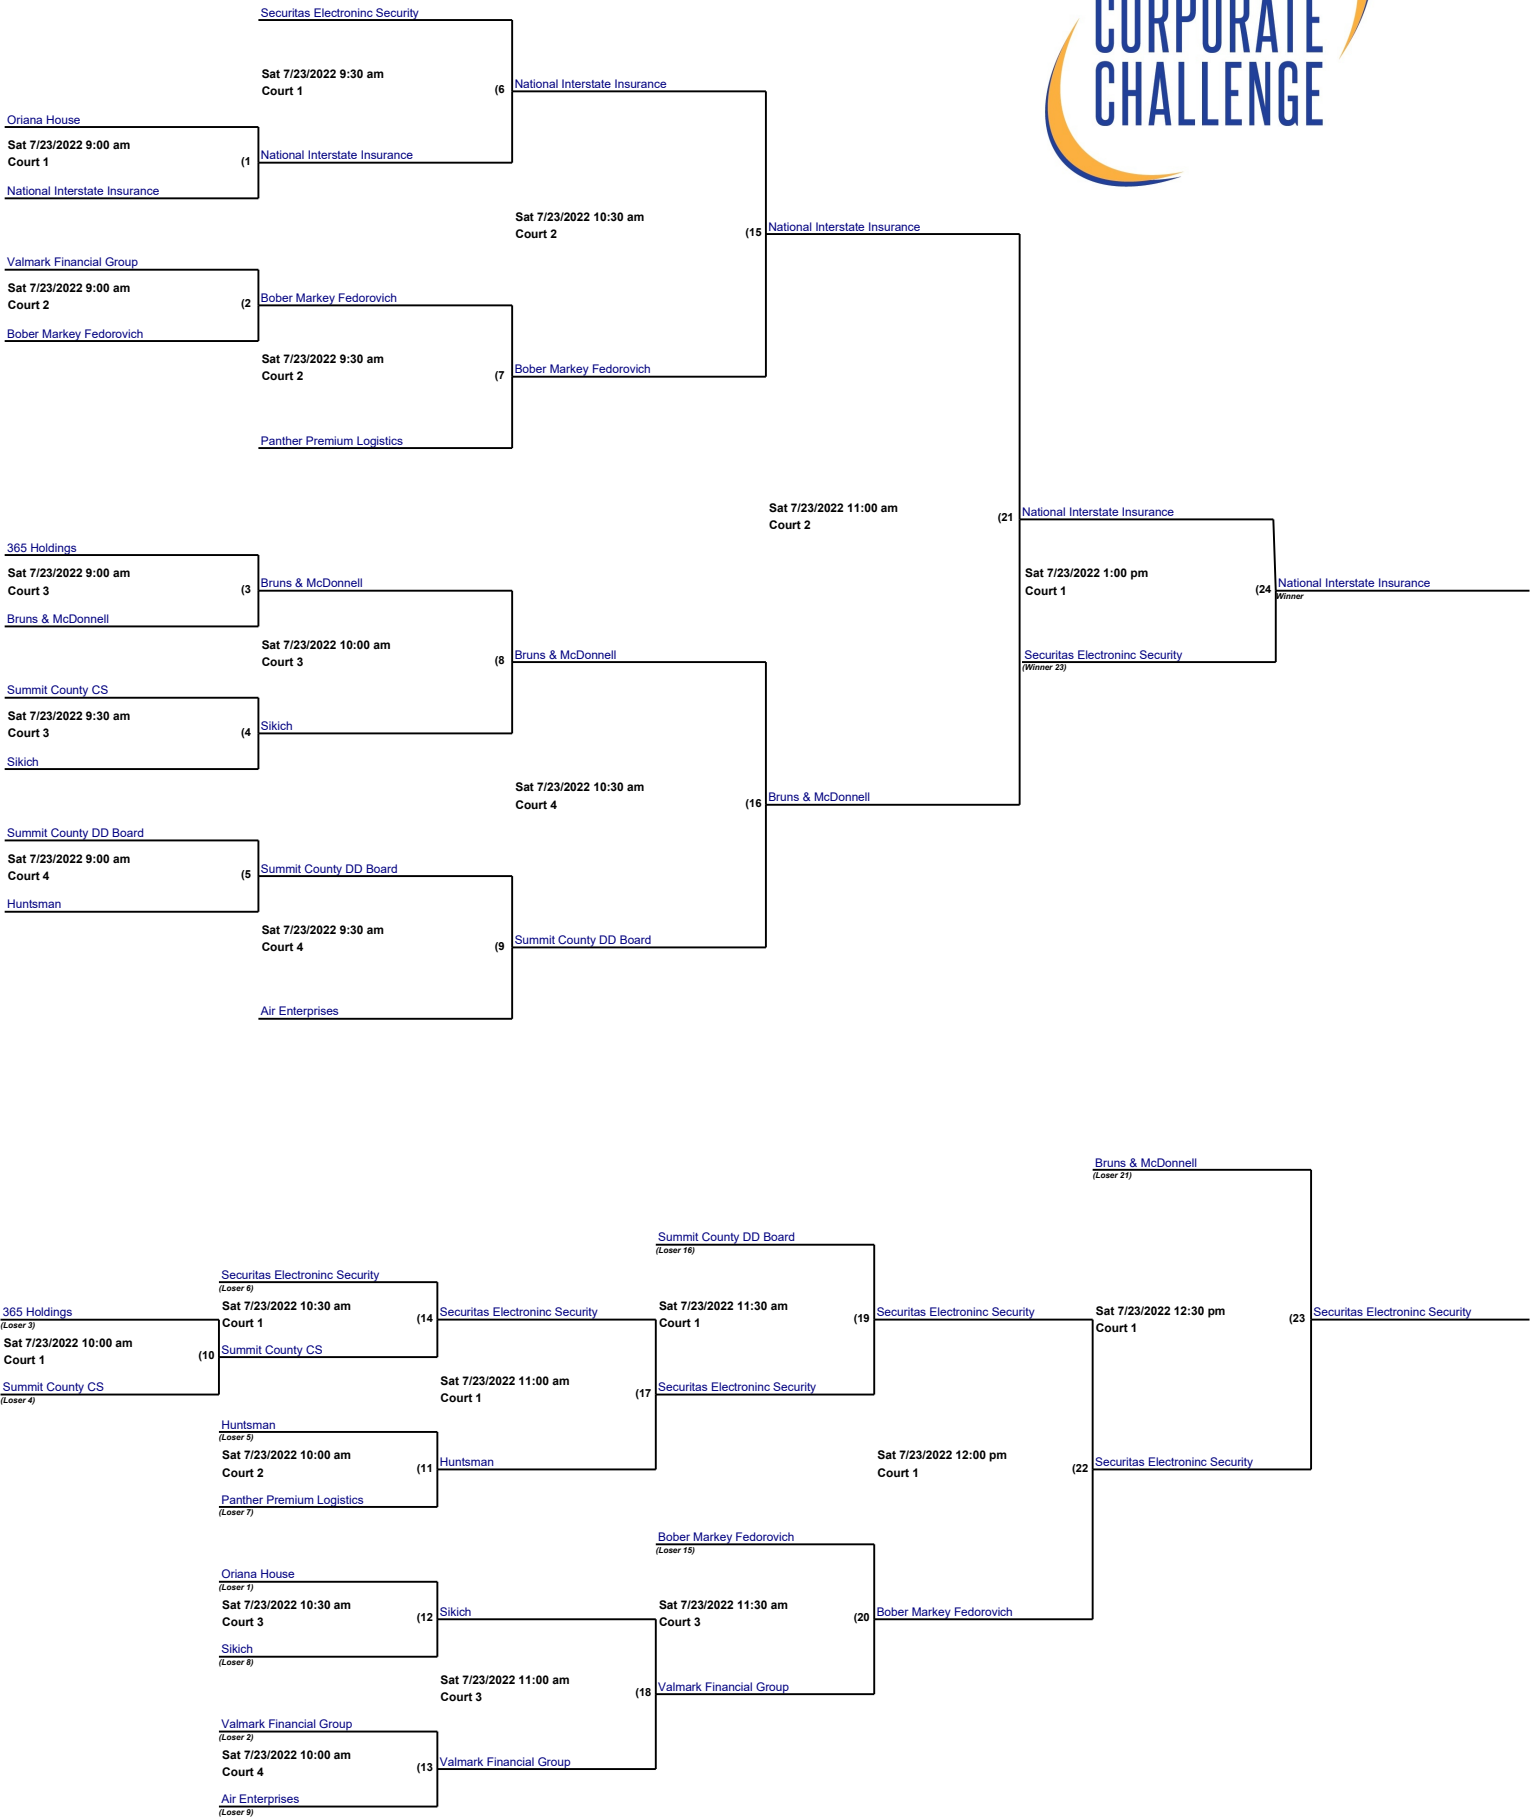 CORPORATE
CHALLENGE
Securitas Electroninc Security
Sat 7/23/2022 9:30 am
Court 1
(6
National Interstate Insurance
Oriana House
Sat 7/23/2022 9:00 am
Court 1
(1
National Interstate Insurance
National Interstate Insurance
Sat 7/23/2022 10:30 am
Court 2
(15
National Interstate Insurance
Valmark Financial Group
Sat 7/23/2022 9:00 am
Court 2
(2
Bober Markey Fedorovich
Bober Markey Fedorovich
Sat 7/23/2022 9:30 am
Court 2
(7
Bober Markey Fedorovich
Panther Premium Logistics
Sat 7/23/2022 11:00 am
Court 2
(21
National Interstate Insurance
365 Holdings
Sat 7/23/2022 9:00 am
Court 3
(3
Bruns & McDonnell
Bruns & McDonnell
Sat 7/23/2022 1:00 pm
Court 1
(24
National Interstate Insurance
Winner
Sat 7/23/2022 10:00 am
Court 3
(8
Bruns & McDonnell
Securitas Electroninc Security
(Winner 23)
Summit County CS
Sat 7/23/2022 9:30 am
Court 3
(4
Sikich
Sikich
Sat 7/23/2022 10:30 am
Court 4
(16
Bruns & McDonnell
Summit County DD Board
Sat 7/23/2022 9:00 am
Court 4
(5
Summit County DD Board
Huntsman
Sat 7/23/2022 9:30 am
Court 4
(9
Summit County DD Board
Air Enterprises
Bruns & McDonnell
(Loser 21)
Summit County DD Board
(Loser 16)
Securitas Electroninc Security
(Loser 6)
365 Holdings
(Loser 3)
Sat 7/23/2022 10:30 am
Court 1
(14
Securitas Electroninc Security
Sat 7/23/2022 11:30 am
Court 1
(19
Securitas Electroninc Security
Sat 7/23/2022 12:30 pm
Court 1
(23
Securitas Electroninc Security
Sat 7/23/2022 10:00 am
Court 1
(10
Summit County CS
Summit County CS
(Loser 4)
Sat 7/23/2022 11:00 am
Court 1
(17
Securitas Electroninc Security
Huntsman
(Loser 5)
Sat 7/23/2022 10:00 am
Court 2
(11
Huntsman
Sat 7/23/2022 12:00 pm
Court 1
(22
Securitas Electroninc Security
Panther Premium Logistics
(Loser 7)
Bober Markey Fedorovich
(Loser 15)
Oriana House
(Loser 1)
Sat 7/23/2022 10:30 am
Court 3
(12
Sikich
Sat 7/23/2022 11:30 am
Court 3
(20
Bober Markey Fedorovich
Sikich
(Loser 8)
Sat 7/23/2022 11:00 am
Court 3
(18
Valmark Financial Group
Valmark Financial Group
(Loser 2)
Sat 7/23/2022 10:00 am
Court 4
(13
Valmark Financial Group
Air Enterprises
(Loser 9)